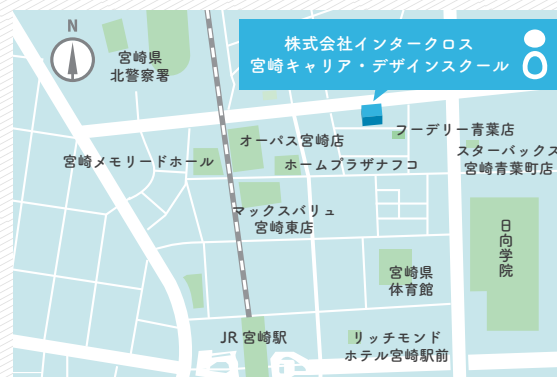 N
宮崎県
北警察署
株式会社インタークロス
宮崎キャリア・デザインスクール
オーパス宮崎店
フーデリー青葉店
宮崎メモリードホール
ホームプラザナフコ
スターバックス
宮崎青葉町店
マックスバリュ
宮崎東店
日向学院
宮崎県
体育館
JR 宮崎駅
リッチモンド
ホテル宮崎駅前